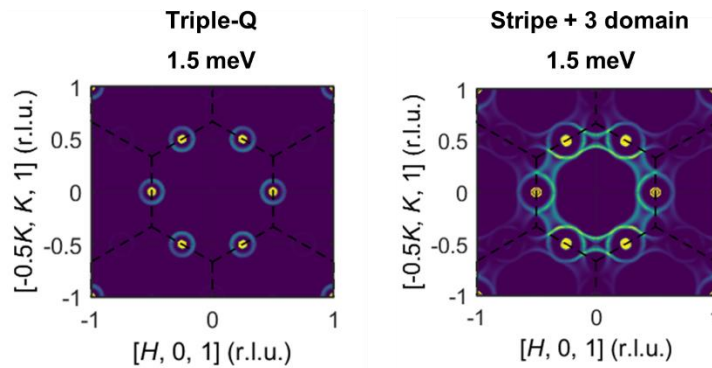 Triple-Q
1.5 meV
[-0.5K, K, 1] (r.l.u.)
1
0.5
0
-0.5
-1
-1
0
1
[H, 0, 1] (r.l.u.)
Stripe + 3 domain
1.5 meV
[-0.5K, K, 1] (r.l.u.)
1
0.5
0
-0.5
-1
-1
0
1
[H, 0, 1] (r.l.u.)